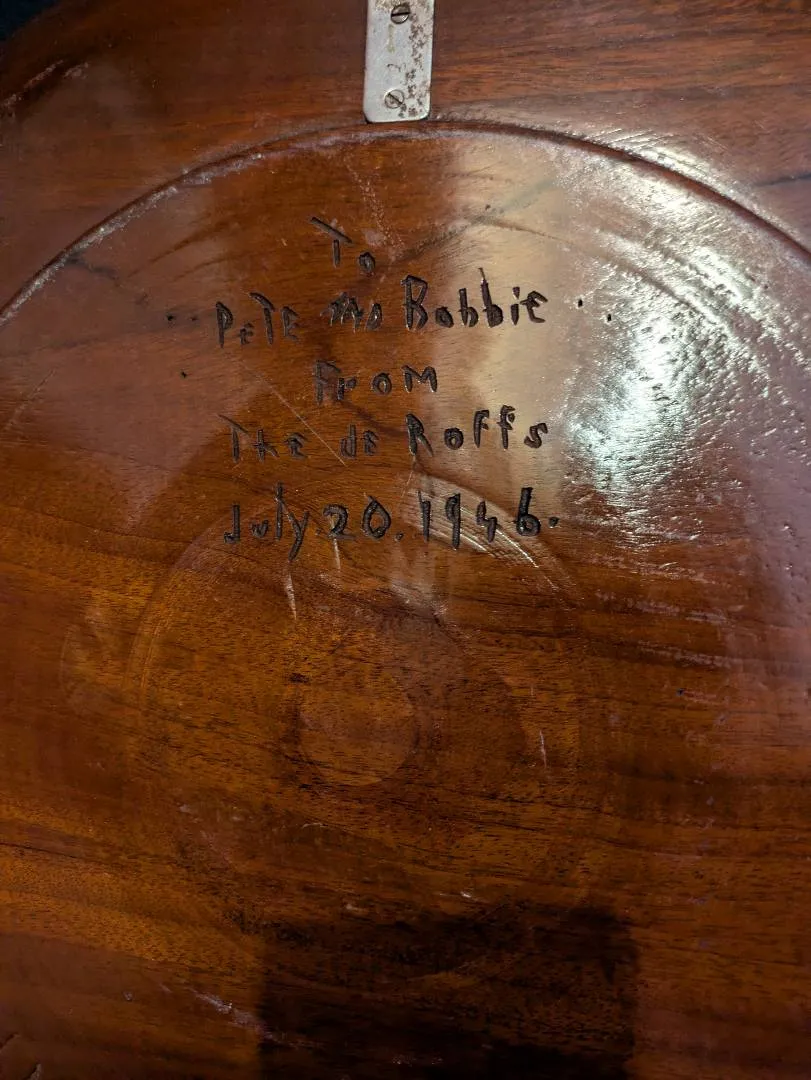 To
PeTE AND Bobbie
From
The de Roffs
July 20. 1946.